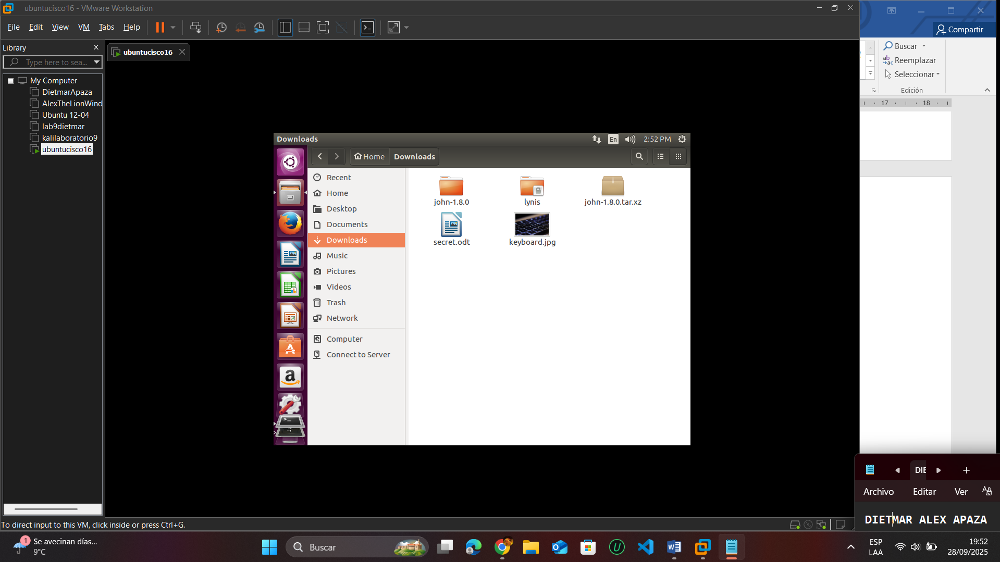 ubuntucisco16 - VMware Workstation
File Edit View VM Tabs Help
Library
Type here to sea...
My Computer
DietmarApaza
AlexTheLionWind
Ubuntu 12-04
lab9dietmar
kalilaboratorio9
ubuntucisco16
ubuntucisco16
Downloads
En
2:52 PM
Home
Downloads
Recent
Home
Desktop
Documents
Downloads
Music
Pictures
Videos
Trash
Network
Computer
Connect to Server
john-1.8.0
lynis
john-1.8.0.tar.xz
secret.odt
keyboard.jpg
Compartir
Buscar
Reemplazar
Seleccionar
Edición
17
18
DIE
Archivo
Editar
Ver
DIETMAR ALEX APAZA
To direct input to this VM, click inside or press Ctrl+G.
1
Se avecinan días...
9°C
Buscar
ESP
LAA
19:52
28/09/2025